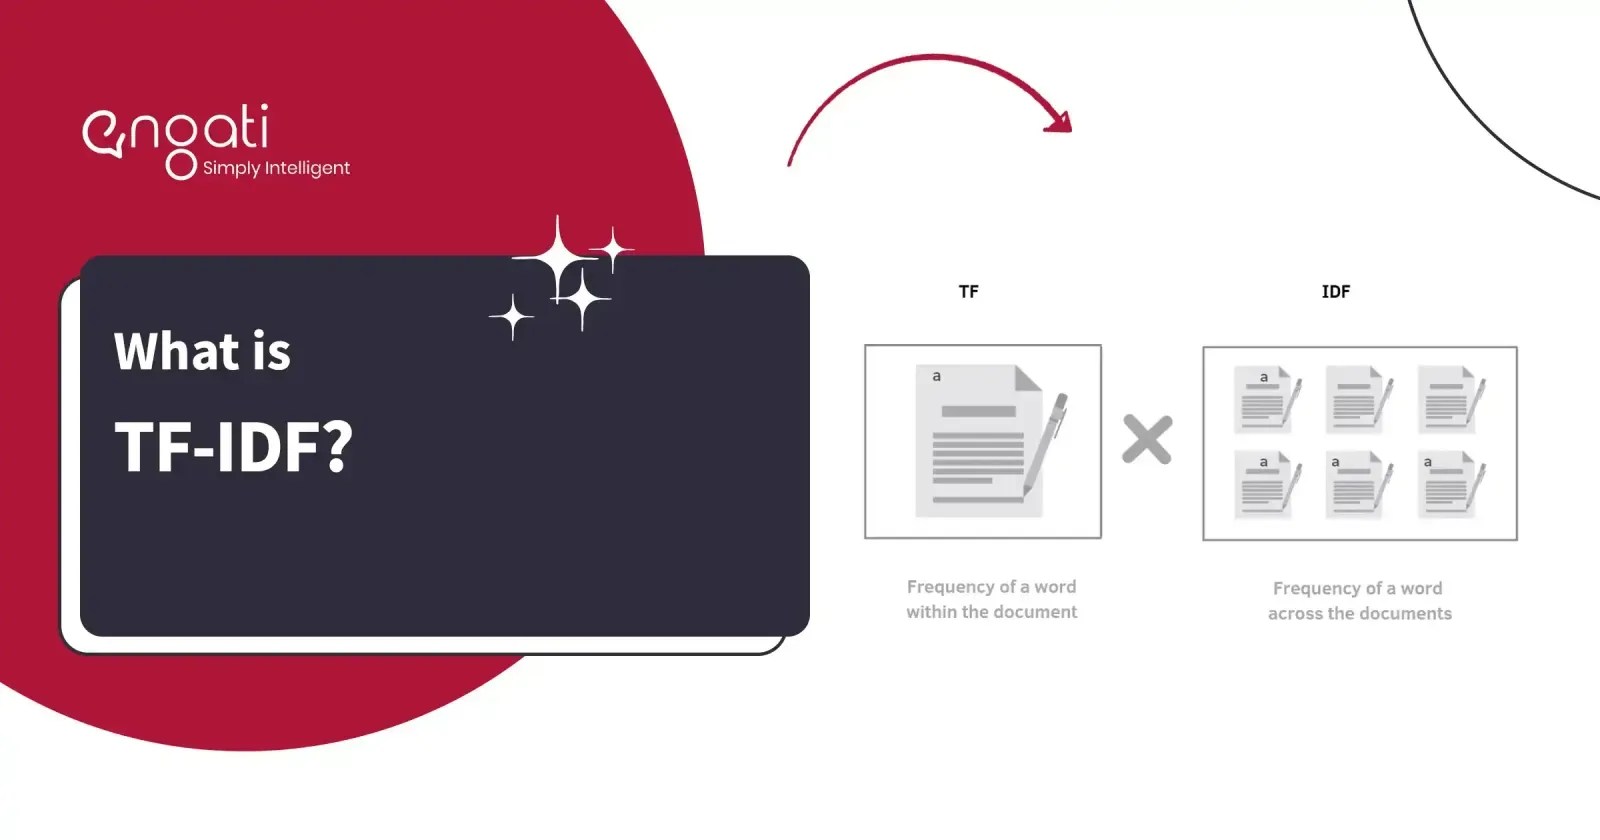 engati
Simply Intelligent
What is
TF-IDF?
TF
IDF
a
a
a
a
a
Frequency of a word
within the document
Frequency of a word
across the documents